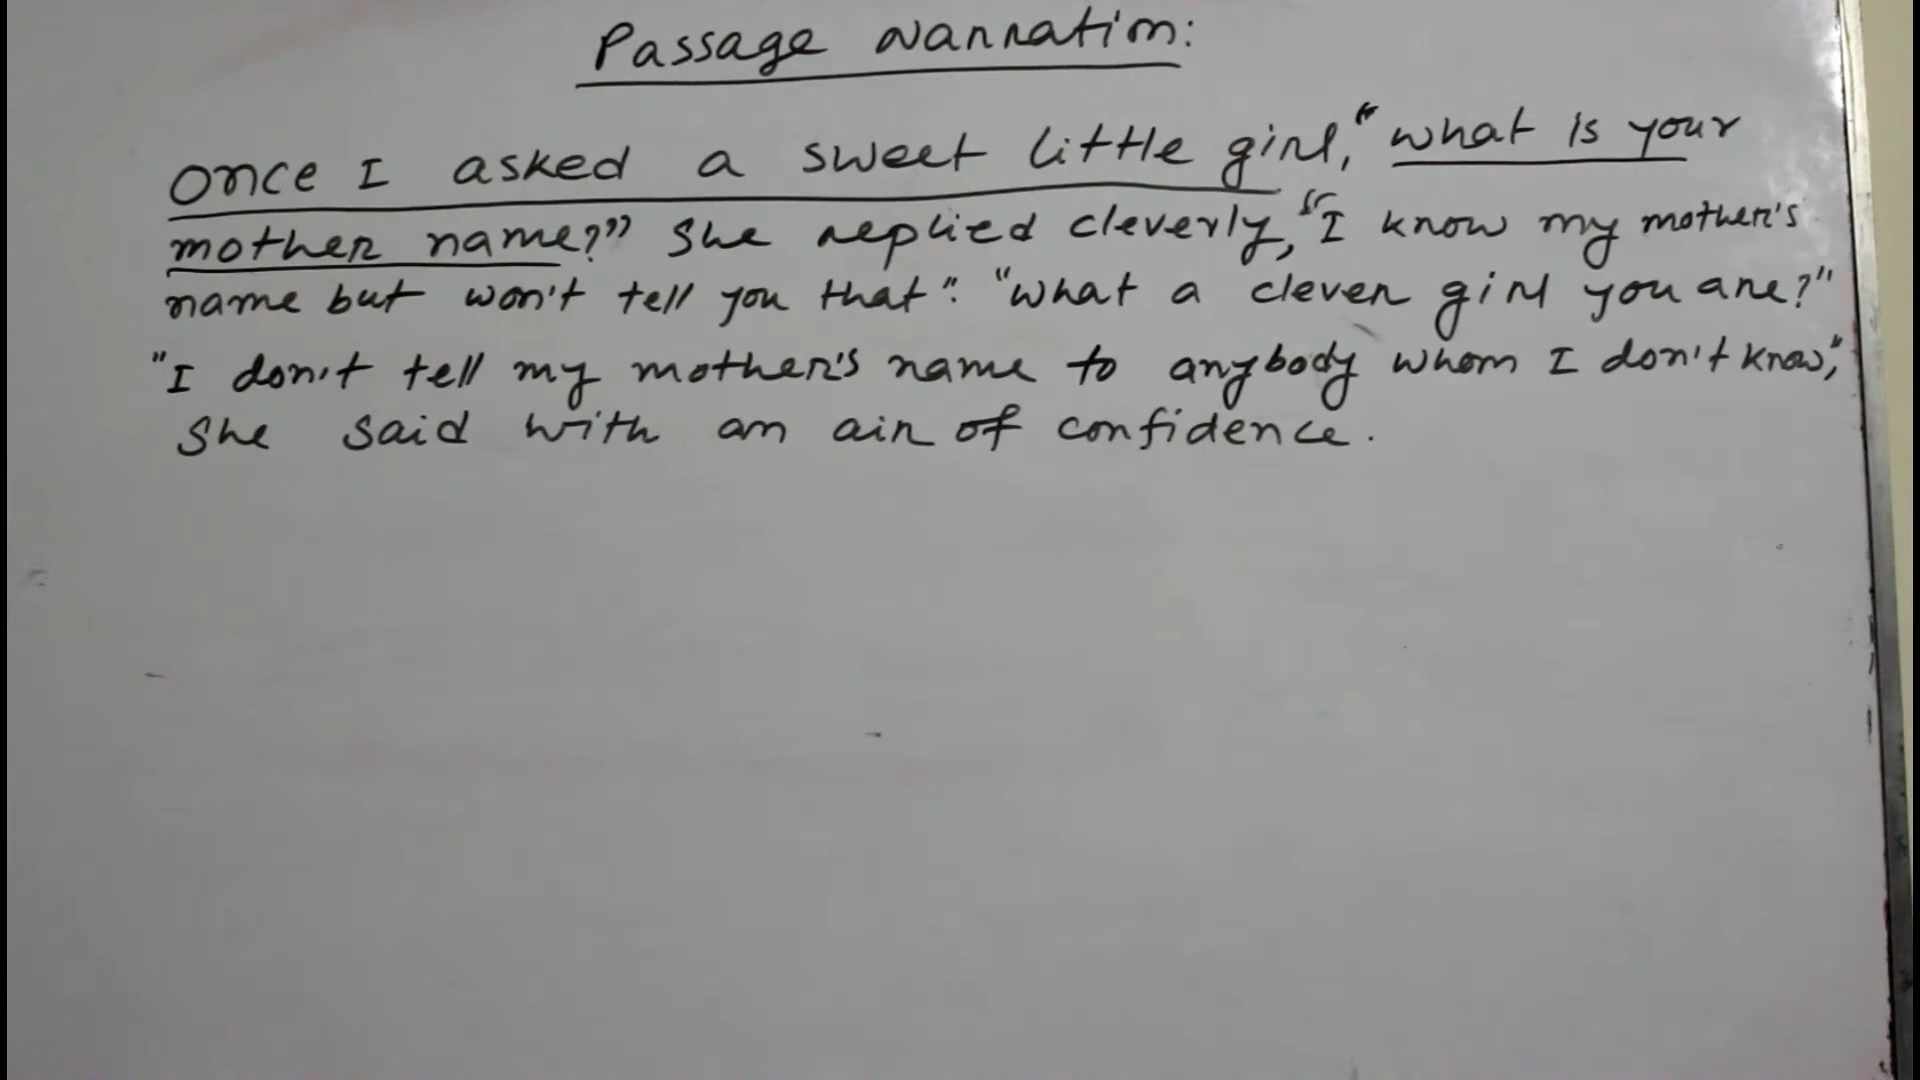 Passage Narration:
Once I asked a sweet little girl, "what is your
mother name?" She replied cleverly, "I know my mother's
name but won't tell you that". "What a clever girl you are?"
"I don't tell my mother's name to anybody whom I don't know,"
She said with an air of confidence.